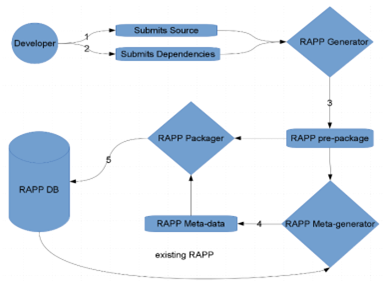 Developer
1
Submits Source
2
Submits Dependencies
RAPP Generator
3
RAPP Packager
RAPP pre-package
5
RAPP DB
RAPP Meta-data
4
RAPP Meta-generator
existing RAPP